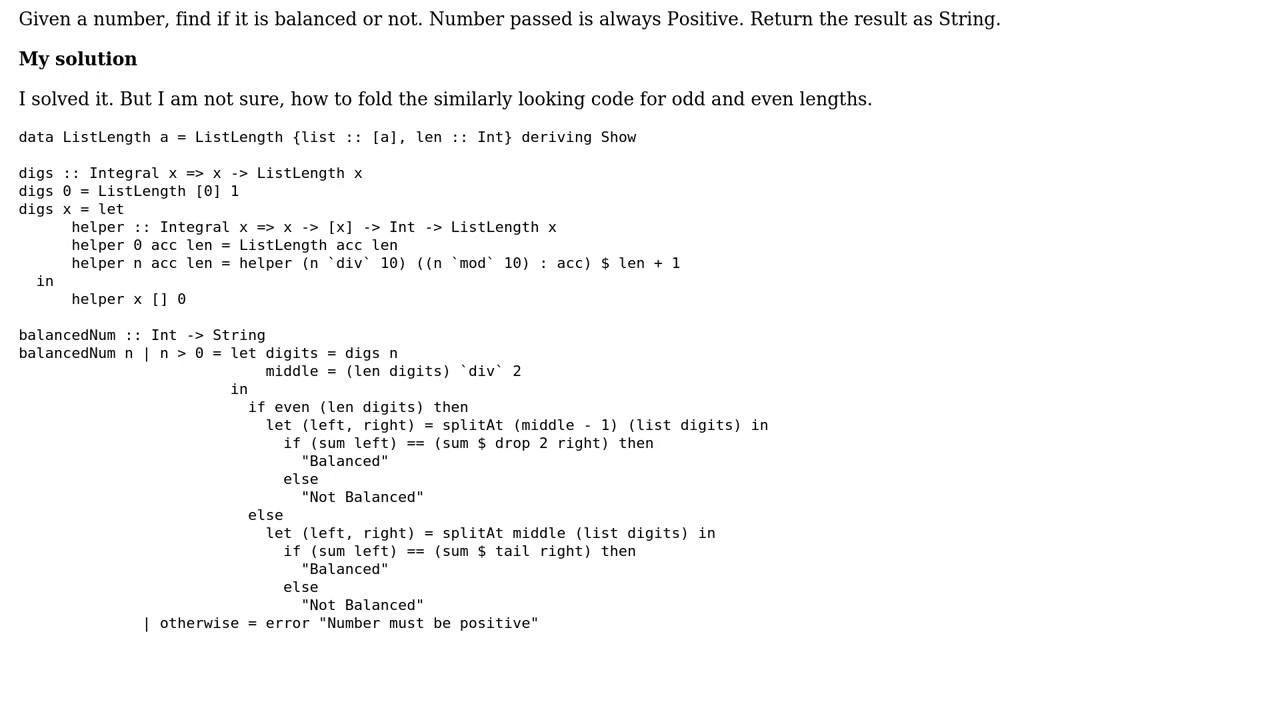 Given a number, find if it is balanced or not. Number passed is always Positive. Return the result as String.
My solution
I solved it. But I am not sure, how to fold the similarly looking code for odd and even lengths.
data ListLength a = ListLength {list :: [a], len :: Int} deriving Show
digs :: Integral x => x -> ListLength x
digs 0 = ListLength [0] 1
digs x = let
      helper :: Integral x => x -> [x] -> Int -> ListLength x
      helper 0 acc len = ListLength acc len
      helper n acc len = helper (n `div` 10) ((n `mod` 10) : acc) $ len + 1
  in
      helper x [] 0
balancedNum :: Int -> String
balancedNum n | n > 0 = let digits = digs n
                            middle = (len digits) `div` 2
                        in
                          if even (len digits) then
                            let (left, right) = splitAt (middle - 1) (list digits) in
                              if (sum left) == (sum $ drop 2 right) then
                                "Balanced"
                              else
                                "Not Balanced"
                          else
                            let (left, right) = splitAt middle (list digits) in
                              if (sum left) == (sum $ tail right) then
                                "Balanced"
                              else
                                "Not Balanced"
              | otherwise = error "Number must be positive"